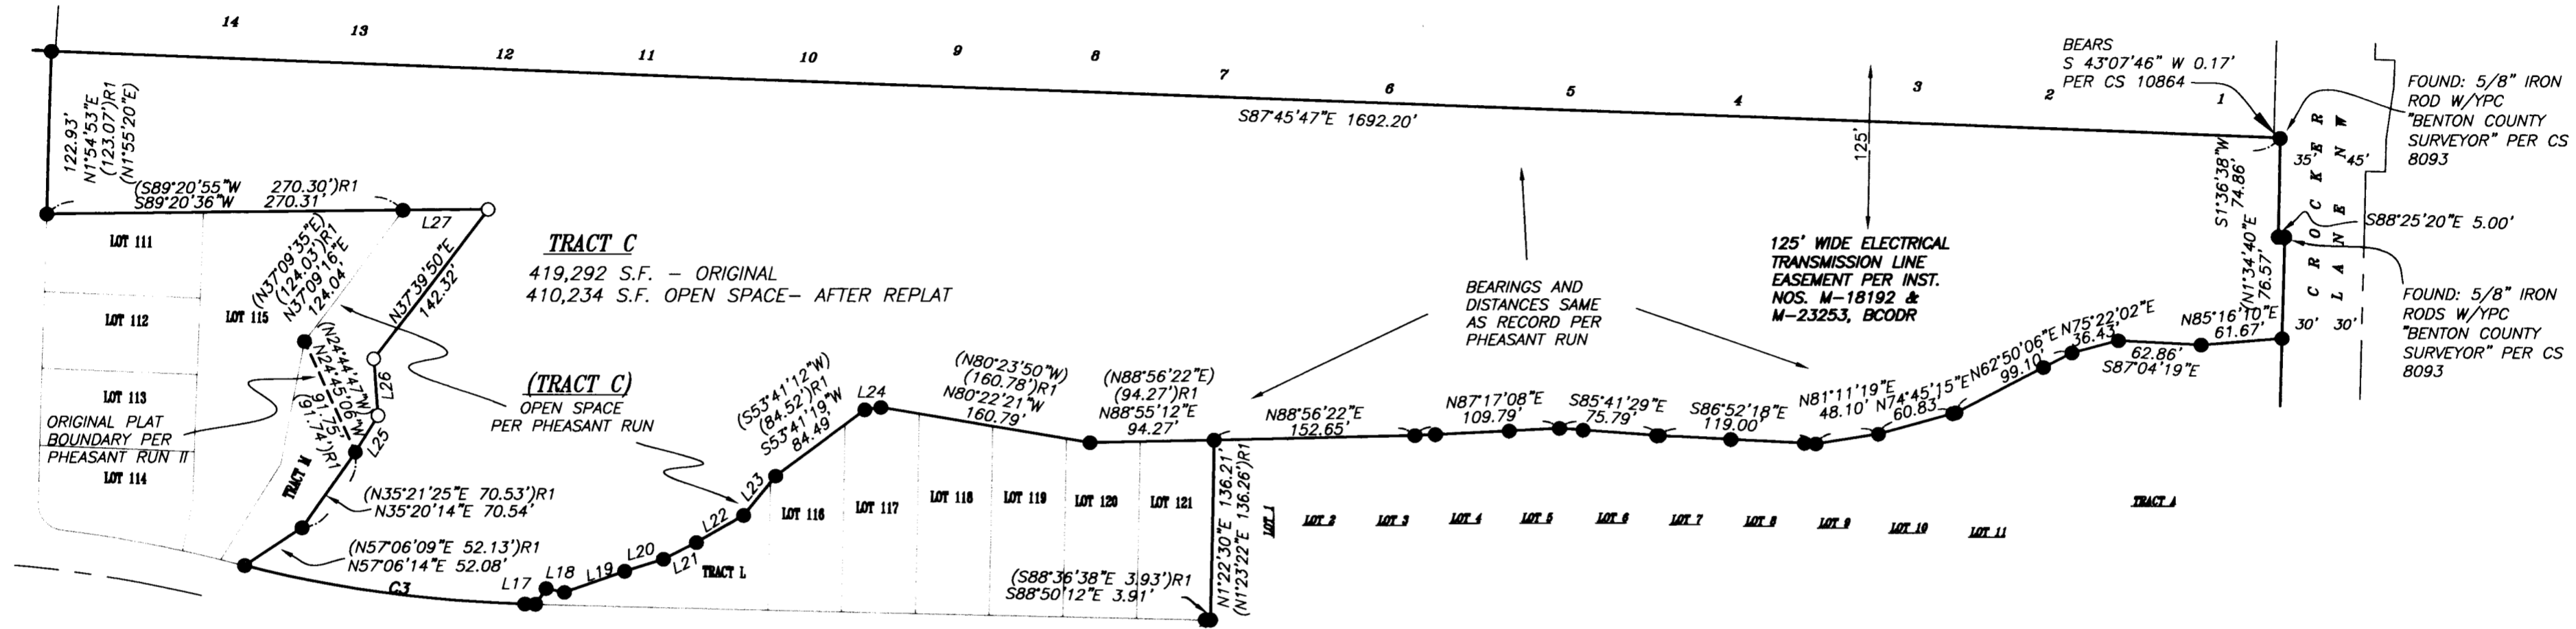 14
13
12
11
10
9
8
7
6
5
4
3
2
1
S87°45'47"E 1692.20'
BEARS
S 43°07'46" W 0.17'
PER CS 10864
FOUND: 5/8" IRON
ROD W/YPC
"BENTON COUNTY
SURVEYOR" PER CS
8093
CROCKER
LANE NW
35'
45'
S1°36'38"W
74.86'
S88°25'20"E 5.00'
(N1°34'40"E
76.57'
30'
30'
FOUND: 5/8" IRON
RODS W/YPC
"BENTON COUNTY
SURVEYOR" PER CS
8093
122.93'
N1°54'53"E
(123.07')R1
(N1°55'20"E)
(S89°20'55"W 270.30')R1
S89°20'36"W 270.31'
L27
TRACT C
419,292 S.F. - ORIGINAL
410,234 S.F. OPEN SPACE- AFTER REPLAT
125'
125' WIDE ELECTRICAL
TRANSMISSION LINE
EASEMENT PER INST.
NOS. M-18192 &
M-23253, BCODR
BEARINGS AND
DISTANCES SAME
AS RECORD PER
PHEASANT RUN
LOT 111
LOT 112
LOT 113
LOT 114
LOT 115
(N37°09'35"E)
(124.03')R1
N37°09'16"E
124.04'
N37°39'50"E
142.32'
L26
L25
(N24°44'47"W)
N24°45'06"W
91.75'
(91.74')R1
ORIGINAL PLAT
BOUNDARY PER
PHEASANT RUN II
TRACT M
(TRACT C)
OPEN SPACE
PER PHEASANT RUN
(N35°21'25"E 70.53')R1
N35°20'14"E 70.54'
(N57°06'09"E 52.13')R1
N57°06'14"E 52.08'
C3
L17
L18
L19
L20
L21
L22
L23
TRACT L
(S53°41'12"W)
(84.52')R1
S53°41'19"W
84.49'
L24
(N80°23'50"W)
(160.78')R1
N80°22'21"W
160.79'
(N88°56'22"E)
(94.27')R1
N88°55'12"E
94.27'
LOT 116
LOT 117
LOT 118
LOT 119
LOT 120
LOT 121
(S88°36'38"E 3.93')R1
S88°50'12"E 3.91'
N1°22'30"E 136.21'
(N1°23'22"E 136.26')R1
N88°56'22"E
152.65'
N87°17'08"E
109.79'
S85°41'29"E
75.79'
S86°52'18"E
119.00'
N81°11'19"E
48.10'
N74°45'15"E
60.83'
N62°50'06"E
99.10'
N75°22'02"E
36.43'
62.86'
S87°04'19"E
N85°16'10"E
61.67'
LOT 1
LOT 2
LOT 3
LOT 4
LOT 5
LOT 6
LOT 7
LOT 8
LOT 9
LOT 10
LOT 11
TRACT A